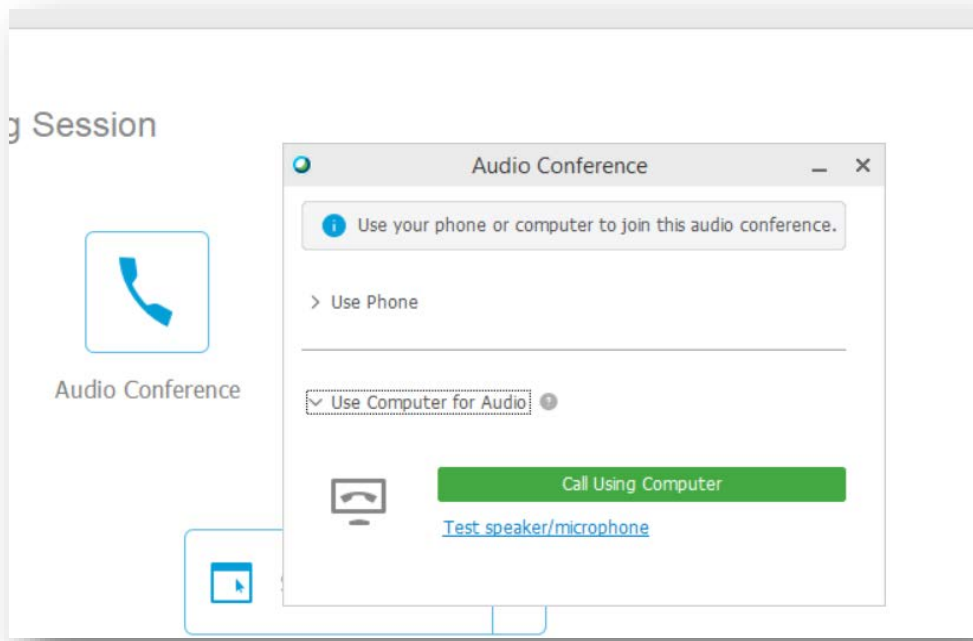 g Session
Audio Conference
Use your phone or computer to join this audio conference.
Use Phone
Audio Conference
Use Computer for Audio
Call Using Computer
Test speaker/microphone